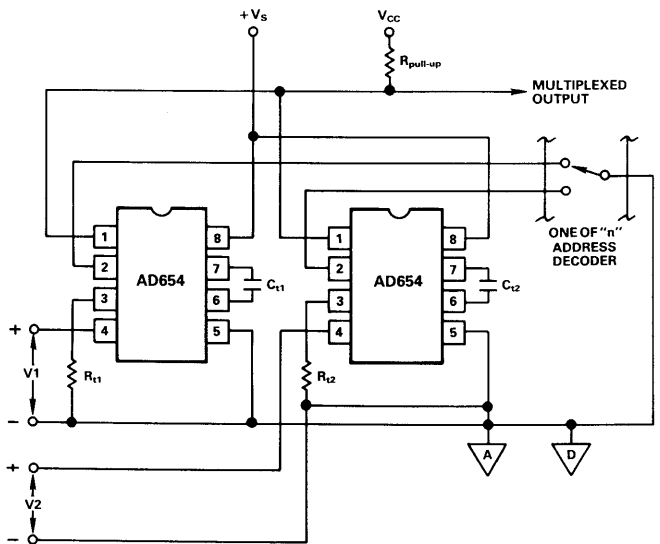 + Vs
Vcc
Rpull-up
MULTIPLEXED
OUTPUT
ONE OF "n"
ADDRESS
DECODER
1
2
3
4
AD654
8
7
6
5
Ct1
1
2
3
4
AD654
8
7
6
5
Ct2
+
V1
−
Rt1
Rt2
+
V2
−
A
D